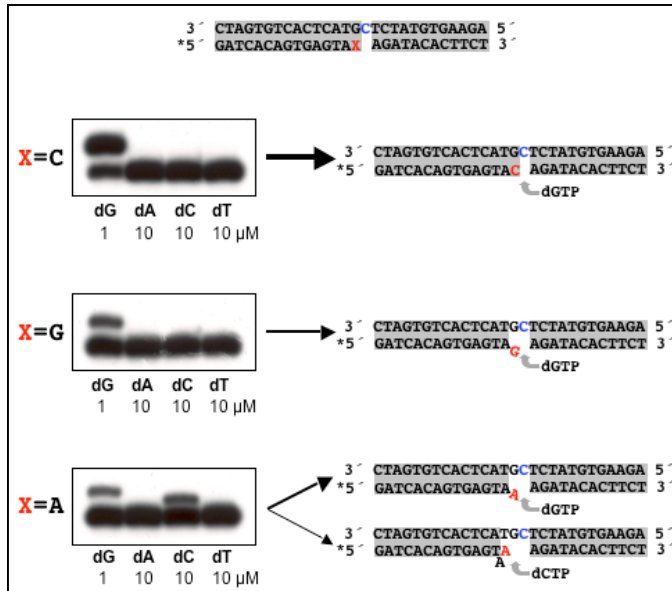 3´ CTAGTGTCACTCATGCTCTATGTGAAGA 5´
*5´ GATCACAGTGAGTAX AGATACACTTCT 3´
X=C
dG dA dC dT
1 10 10 10 µM
3´ CTAGTGTCACTCATGCTCTATGTGAAGA 5´
*5´ GATCACAGTGAGTAC AGATACACTTCT 3´
dGTP
X=G
dG dA dC dT
1 10 10 10 µM
3´ CTAGTGTCACTCATGCTCTATGTGAAGA 5´
*5´ GATCACAGTGAGTAG AGATACACTTCT 3´
dGTP
X=A
dG dA dC dT
1 10 10 10 µM
3´ CTAGTGTCACTCATGCTCTATGTGAAGA 5´
*5´ GATCACAGTGAGTAA AGATACACTTCT 3´
dGTP
3´ CTAGTGTCACTCATGCTCTATGTGAAGA 5´
*5´ GATCACAGTGAGTA AGATACACTTCT 3´
A
dCTP